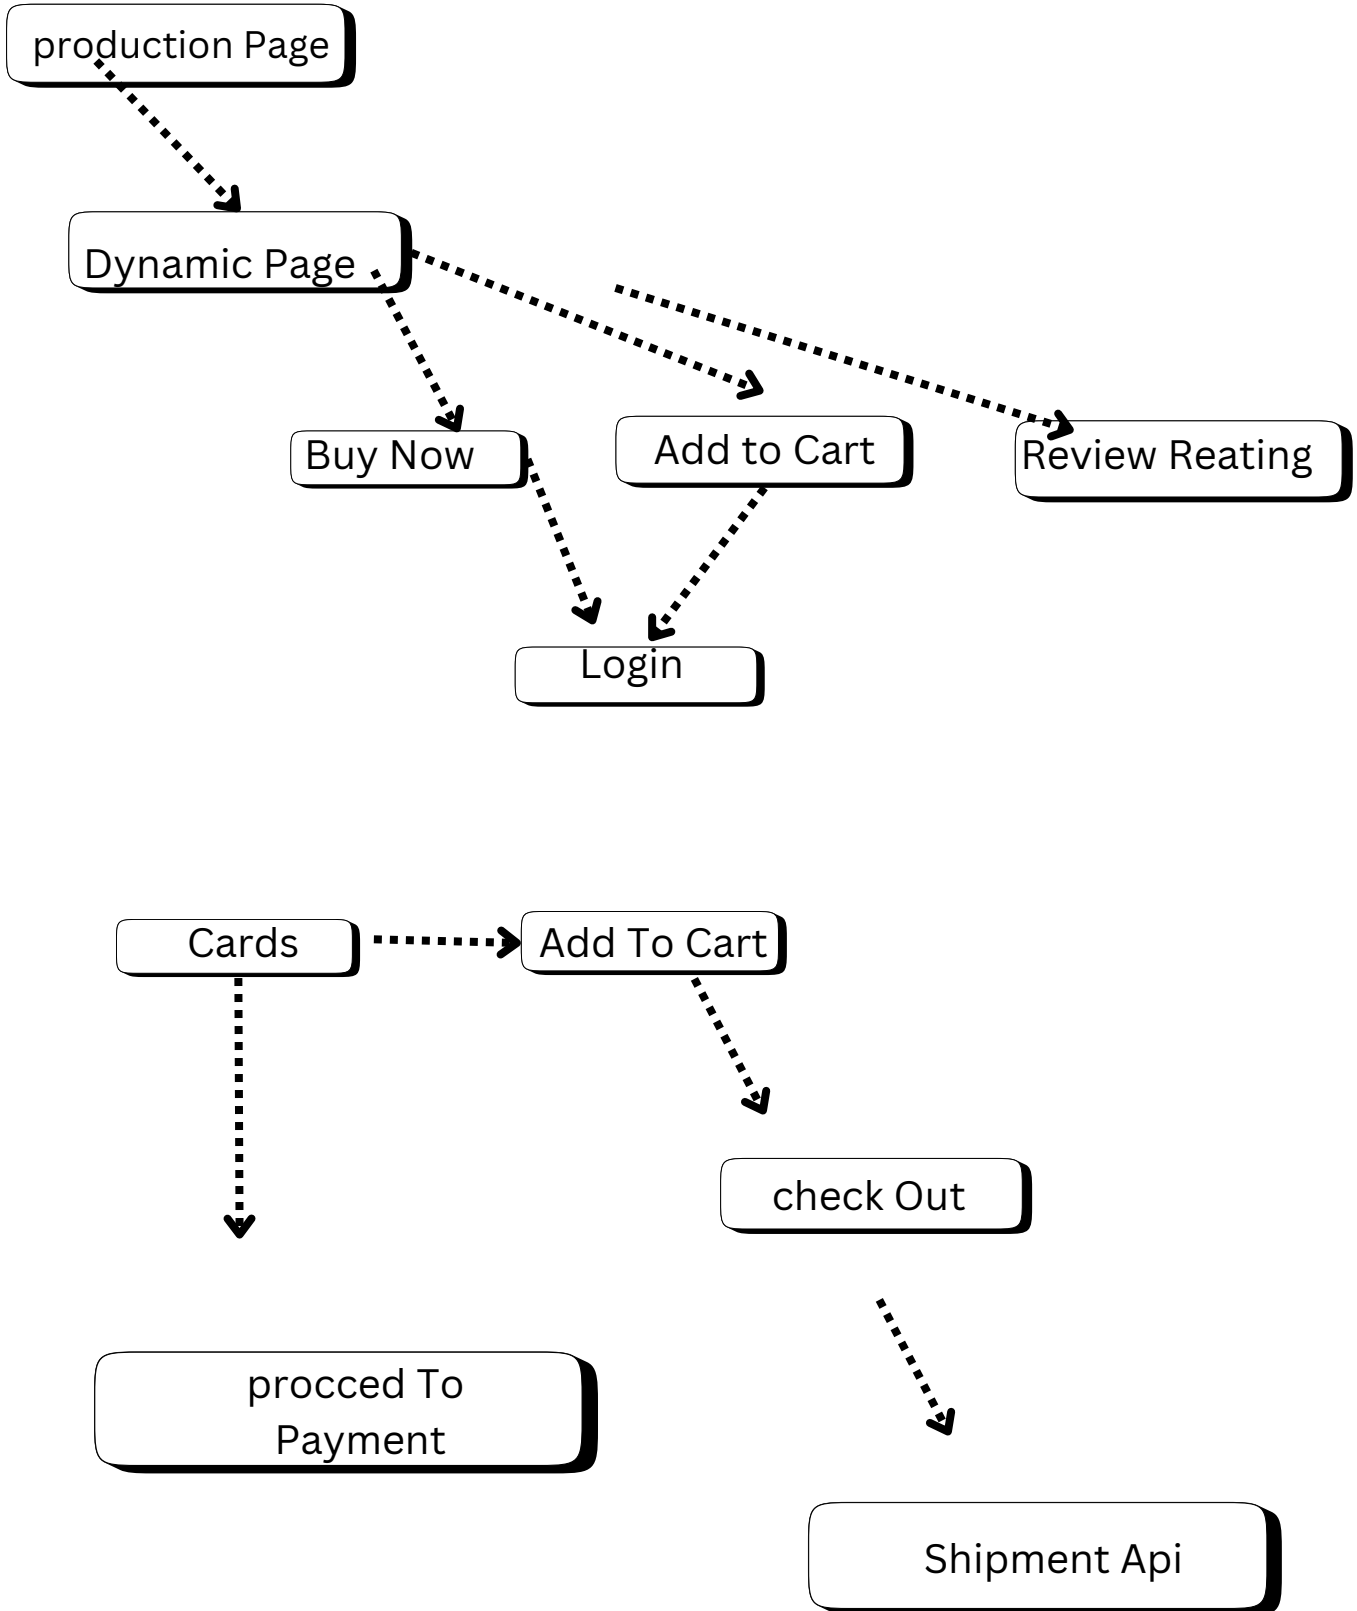 production Page
Dynamic Page
Buy Now
Add to Cart
Review Reating
Login
Cards
Add To Cart
check Out
procced To
Payment
Shipment Api